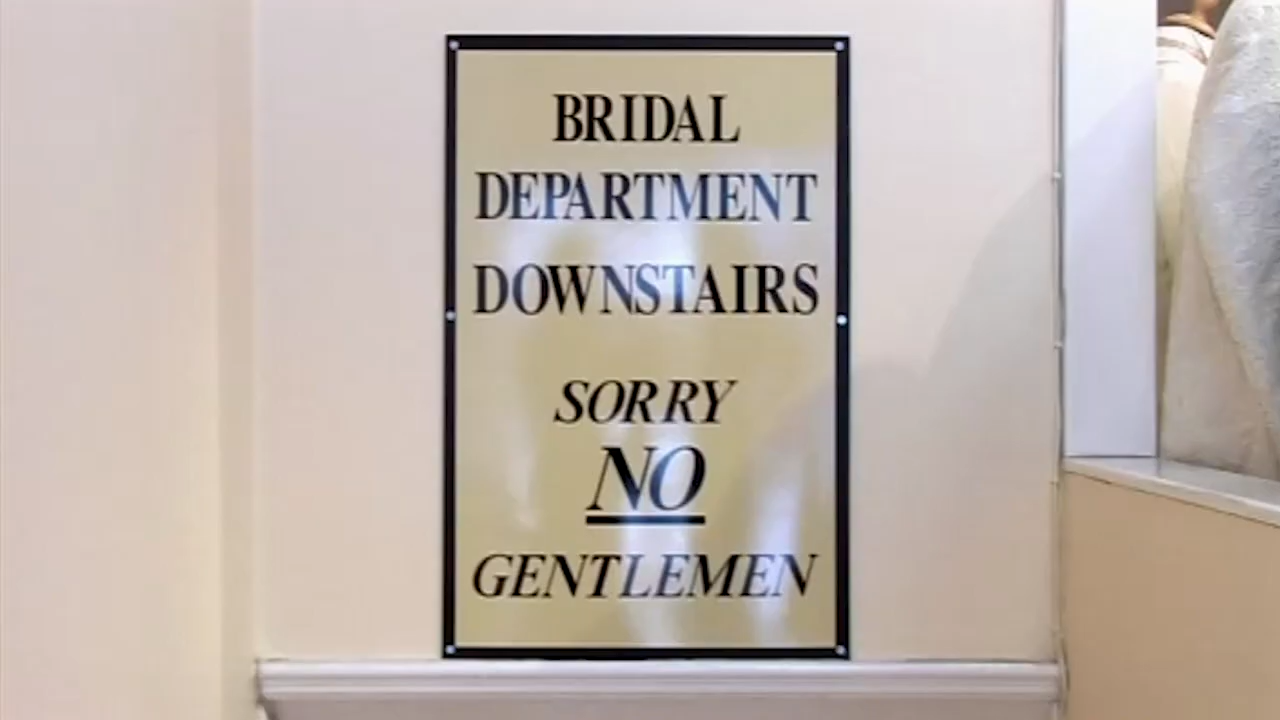 BRIDAL
DEPARTMENT
DOWNSTAIRS
SORRY
NO
GENTLEMEN